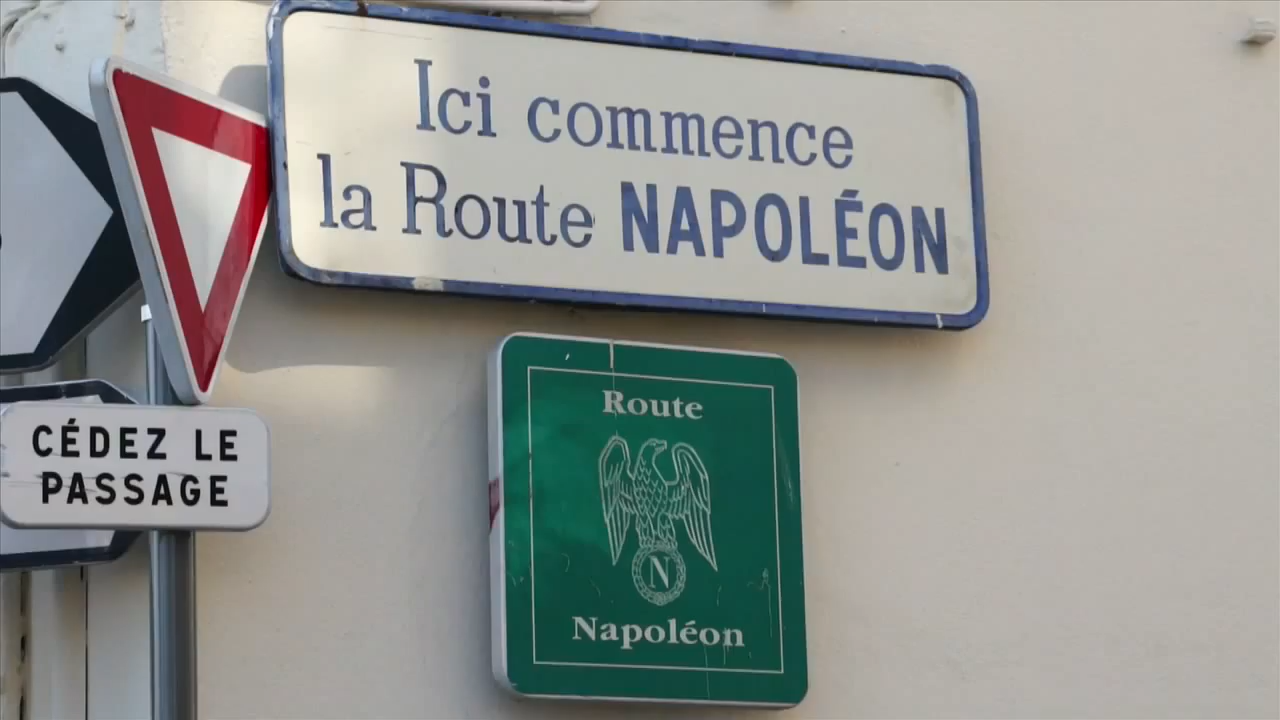 Ici commence
la Route NAPOLÉON
CÉDEZ LE
PASSAGE
Route
N
Napoléon